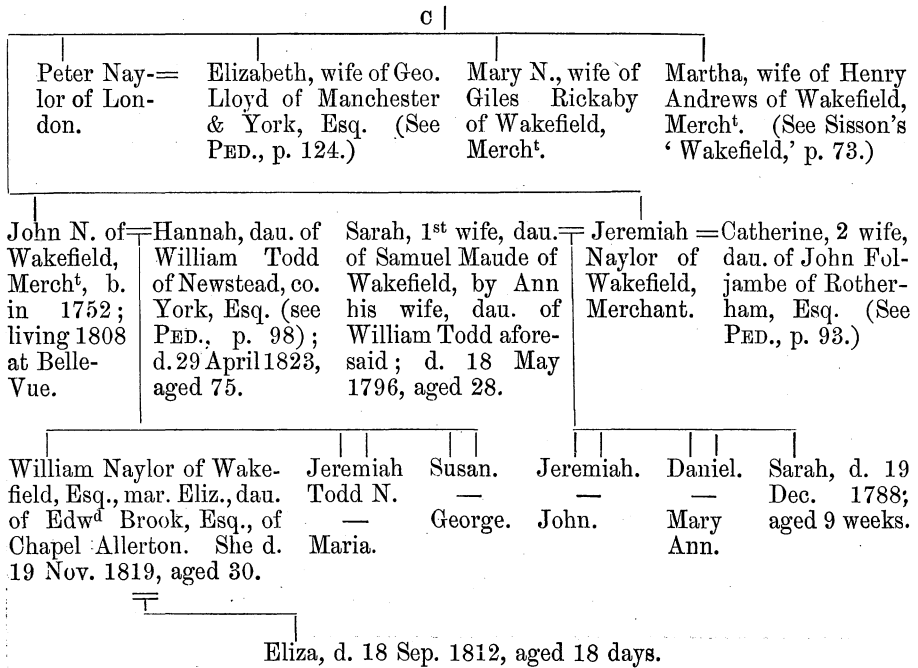 C
Peter Nay-=
lor of Lon-
don.
Elizabeth, wife of Geo.
Lloyd of Manchester
& York, Esq. (See
PED., p. 124.)
Mary N., wife of
Giles Rickaby
of Wakefield,
Mercht.
Martha, wife of Henry
Andrews of Wakefield,
Mercht. (See Sisson's
‘ Wakefield,’ p. 73.)
John N. of
Wakefield,
Mercht, b.
in 1752;
living 1808
at Belle-
Vue.
=Hannah, dau. of
William Todd
of Newstead, co.
York, Esq. (see
PED., p. 98);
d. 29 April 1823,
aged 75.
Sarah, 1st wife, dau.=
of Samuel Maude of
Wakefield, by Ann
his wife, dau. of
William Todd afore-
said; d. 18 May
1796, aged 28.
Jeremiah
Naylor of
Wakefield,
Merchant.
=Catherine, 2 wife,
dau. of John Fol-
jambe of Rother-
ham, Esq. (See
PED., p. 93.)
William Naylor of Wake-
field, Esq., mar. Eliz., dau.
of Edwd Brook, Esq., of
Chapel Allerton. She d.
19 Nov. 1819, aged 30.
Jeremiah
Todd N.
—
Maria.
Susan.
—
George.
Jeremiah.
—
John.
Daniel.
—
Mary
Ann.
Sarah, d. 19
Dec. 1788;
aged 9 weeks.
Eliza, d. 18 Sep. 1812, aged 18 days.